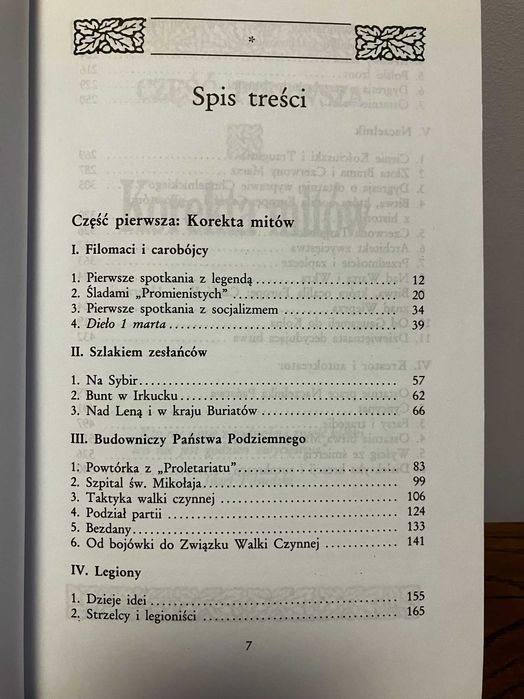 *
Spis treści
Część pierwsza: Korekta mitów
I. Filomaci i carobójcy
1. Pierwsze spotkania z legendą ........ 12
2. Śladami „Promienistych” ........ 20
3. Pierwsze spotkania z socjalizmem ........ 34
4. Dieło 1 marta ........ 39
II. Szlakiem zesłańców
1. Na Sybir ........ 57
2. Bunt w Irkucku ........ 62
3. Nad Leną i w kraju Buriatów ........ 66
III. Budowniczy Państwa Podziemnego
1. Powtórka z „Proletariatu” ........ 83
2. Szpital św. Mikołaja ........ 99
3. Taktyka walki czynnej ........ 106
4. Podział partii ........ 124
5. Bezdany ........ 133
6. Od bojówki do Związku Walki Czynnej ........ 141
IV. Legiony
1. Dzieje idei ........ 155
2. Strzelcy i legioniści ........ 165
7